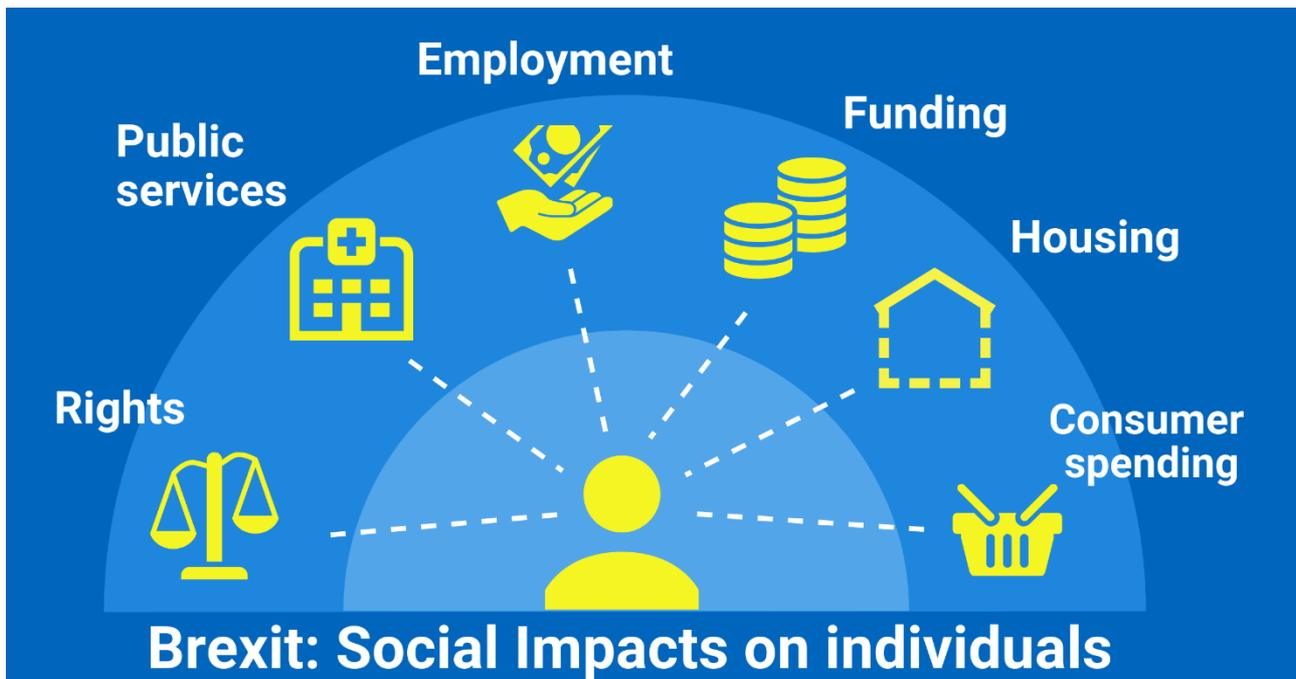 Employment
Funding
Public
services
Housing
Rights
Consumer
spending
Brexit: Social Impacts on individuals